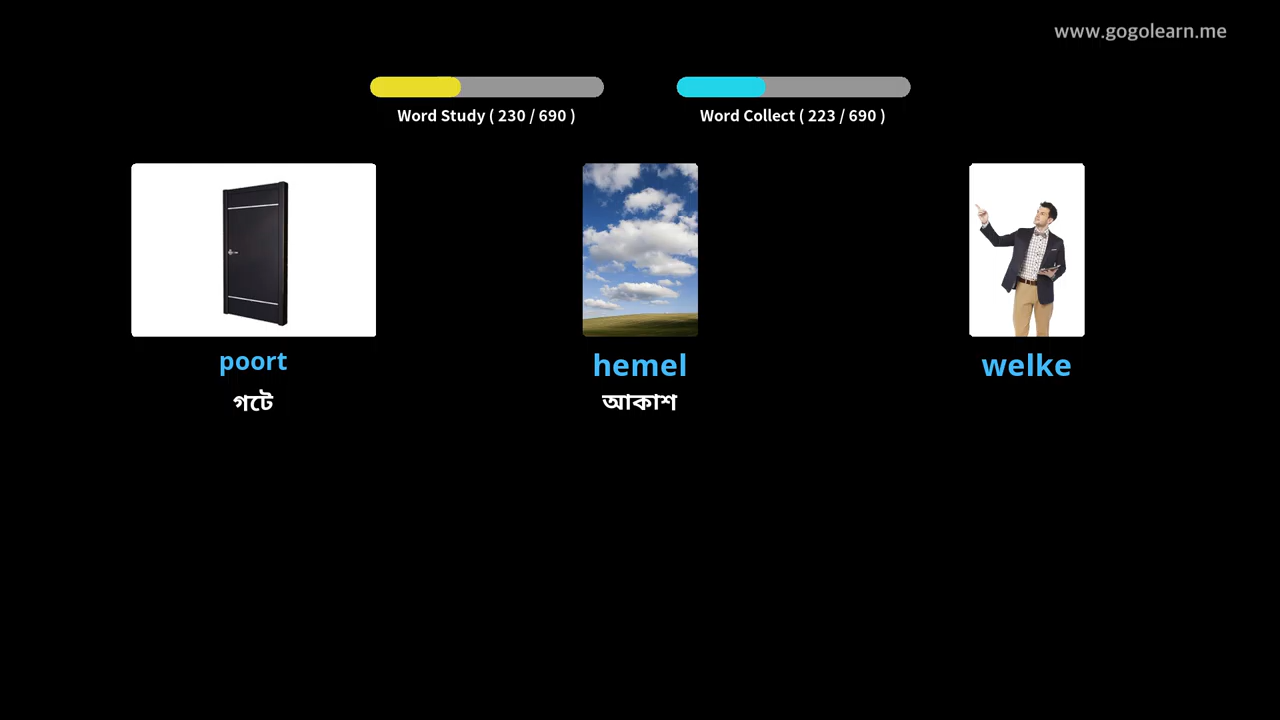 www.gogolearn.me
Word Study ( 230 / 690 )
Word Collect ( 223 / 690 )
poort
hemel
welke
গটে
আকাশ